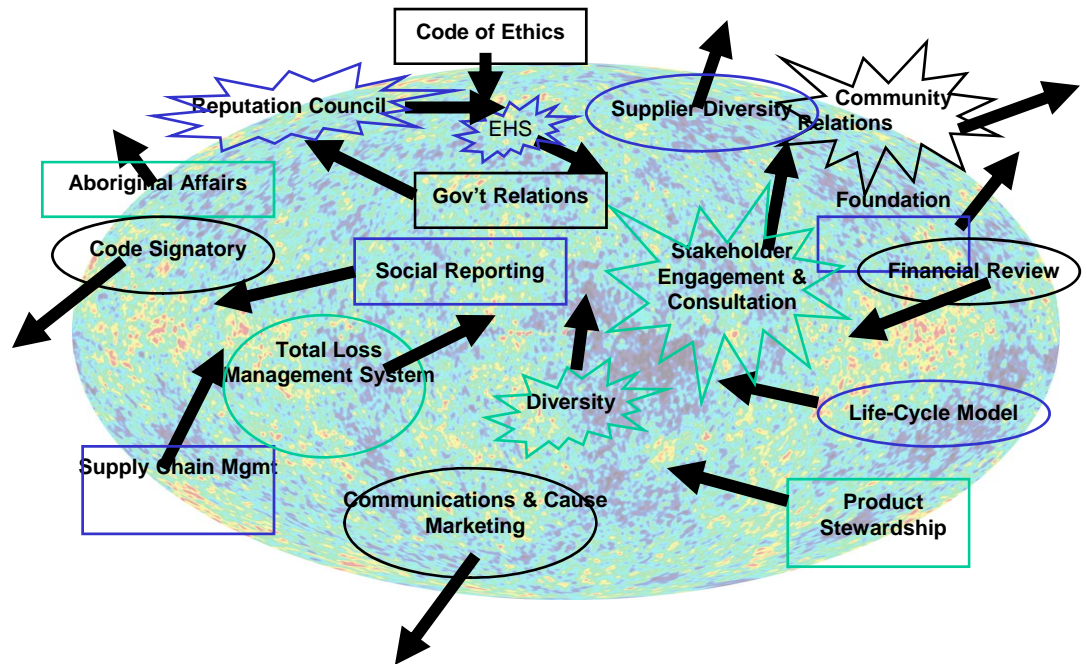 Code of Ethics
Reputation Council
EHS
Supplier Diversity
Community
Relations
Aboriginal Affairs
Gov't Relations
Foundation
Code Signatory
Social Reporting
Stakeholder
Engagement &
Consultation
Financial Review
Total Loss
Management System
Diversity
Life-Cycle Model
Supply Chain Mgmt
Communications & Cause
Marketing
Product
Stewardship